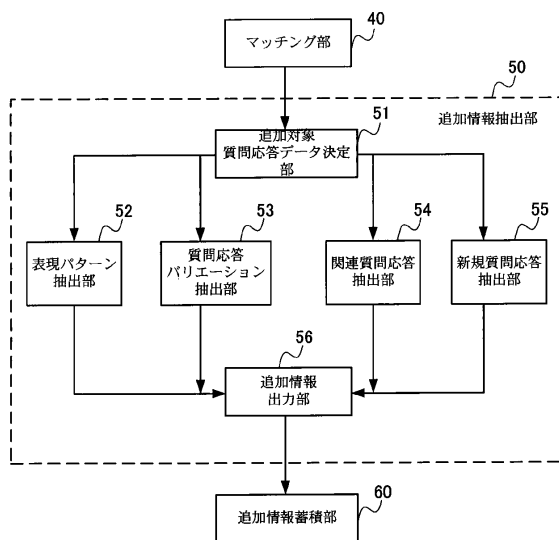 マッチング部
40
50
追加情報抽出部
追加対象
質問応答データ決定
部
51
52
表現パターン
抽出部
53
質問応答
バリエーション
抽出部
54
関連質問応答
抽出部
55
新規質問応答
抽出部
56
追加情報
出力部
追加情報蓄積部
60